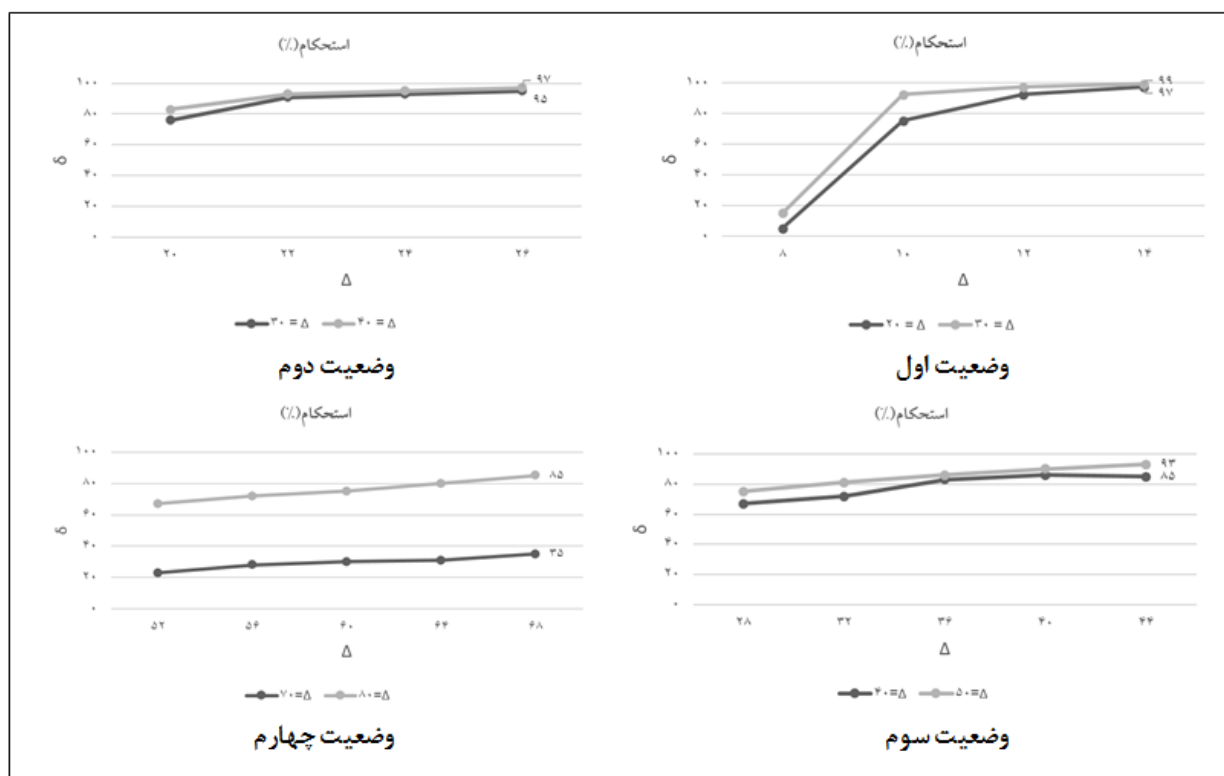 استحکام(٪)
۹۹
۹۷
۱۰۰
۸۰
۶۰
۴۰
۲۰
۰
δ
۸ ۱۰ ۱۲ ۱۴
Δ
۲۰ = Δ ۳۰ = Δ
وضعیت اول
استحکام(٪)
۹۷
۹۵
۱۰۰
۸۰
۶۰
۴۰
۲۰
۰
δ
۲۰ ۲۲ ۲۴ ۲۶
Δ
۳۰ = Δ ۴۰ = Δ
وضعیت دوم
استحکام(٪)
۹۳
۸۵
۱۰۰
۸۰
۶۰
۴۰
۲۰
۰
δ
۲۸ ۳۲ ۳۶ ۴۰ ۴۴
Δ
۴۰=Δ ۵۰=Δ
وضعیت سوم
استحکام(٪)
۸۵
۳۵
۱۰۰
۸۰
۶۰
۴۰
۲۰
۰
δ
۵۲ ۵۶ ۶۰ ۶۴ ۶۸
Δ
۷۰=Δ ۸۰=Δ
وضعیت چهارم